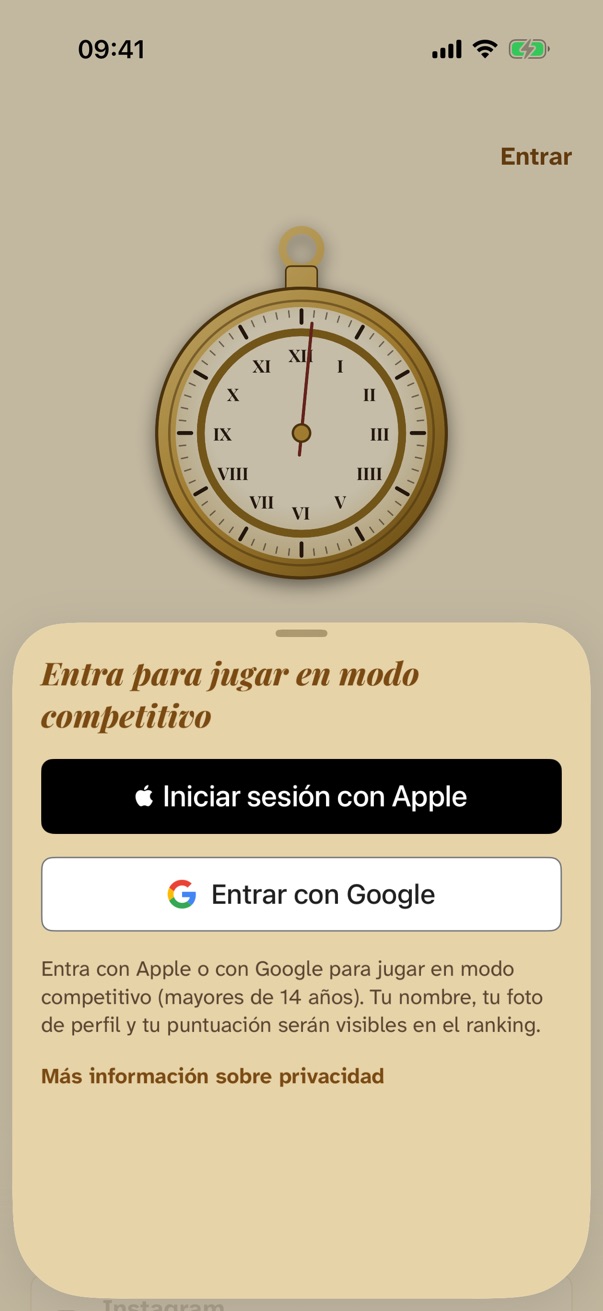 09:41
Entrar
XII
I
II
III
IIII
V
VI
VII
VIII
IX
X
XI
Entra para jugar en modo
competitivo
Iniciar sesión con Apple
Entrar con Google
Entra con Apple o con Google para jugar en modo
competitivo (mayores de 14 años). Tu nombre, tu foto
de perfil y tu puntuación serán visibles en el ranking.
Más información sobre privacidad
Instagram